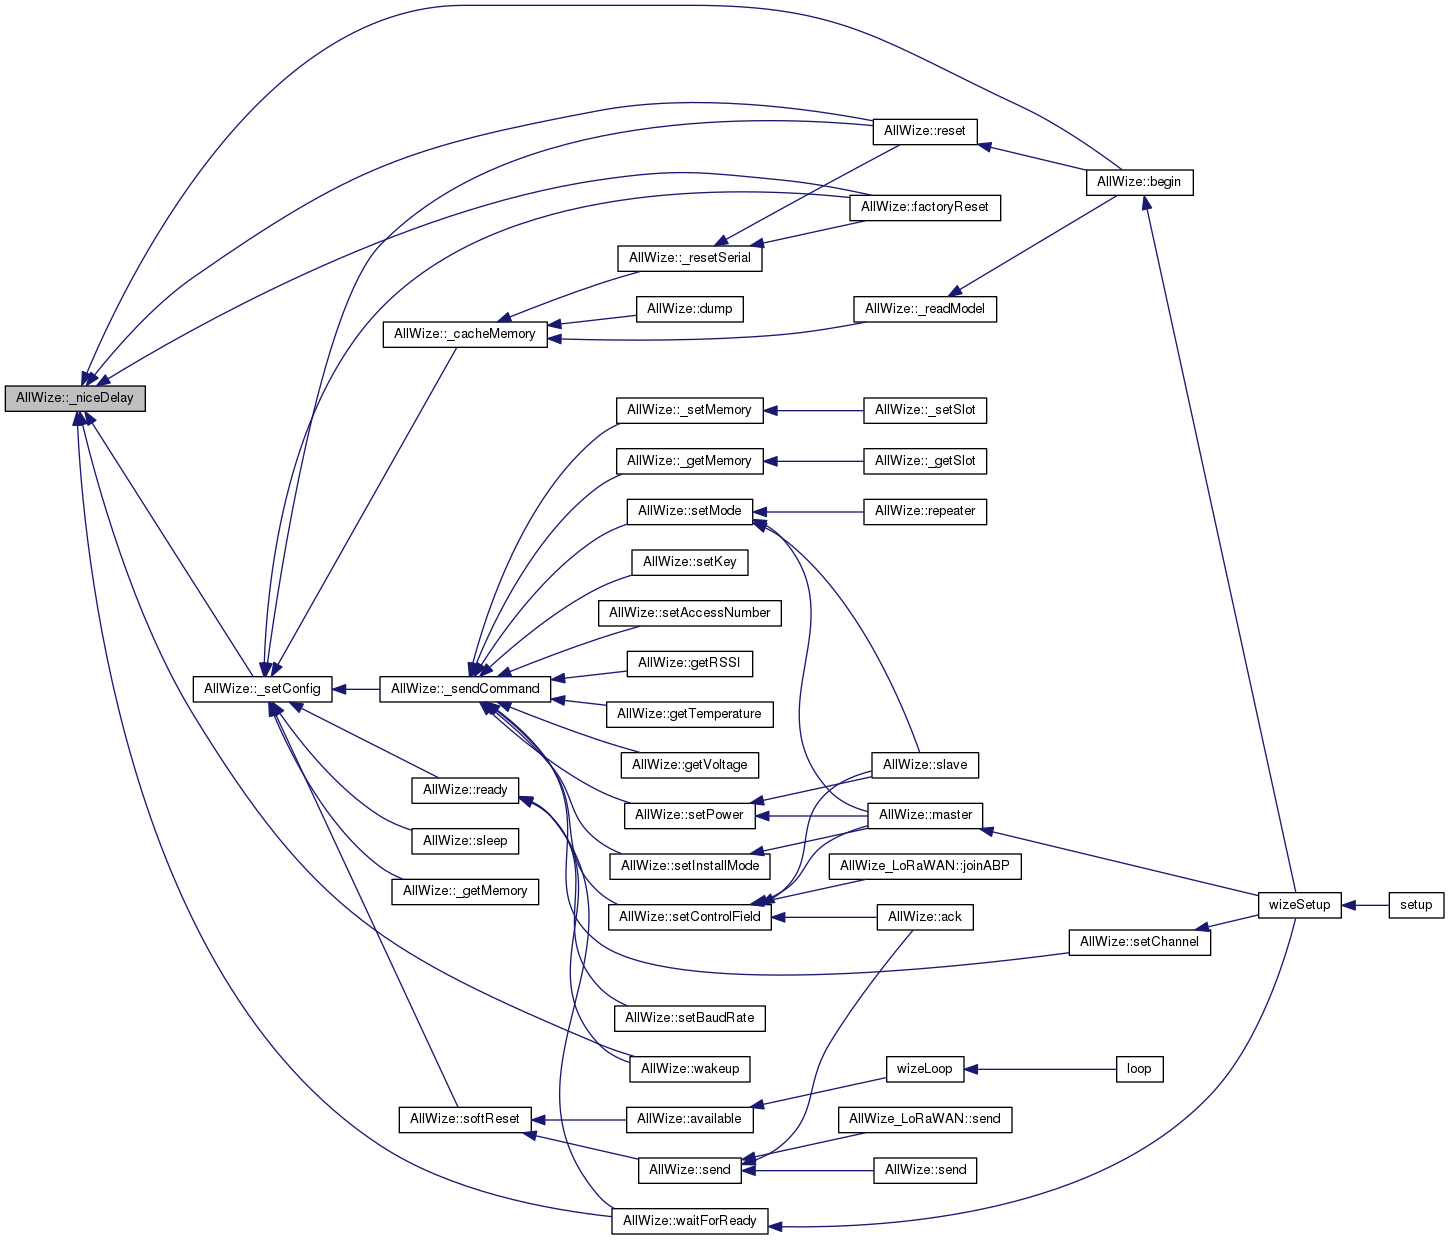 AllWize::reset
AllWize::begin
AllWize::factoryReset
AllWize::_resetSerial
AllWize::dump
AllWize::_readModel
AllWize::_cacheMemory
AllWize::_niceDelay
AllWize::_setMemory
AllWize::_setSlot
AllWize::_getMemory
AllWize::_getSlot
AllWize::setMode
AllWize::repeater
AllWize::setKey
AllWize::setAccessNumber
AllWize::getRSSI
AllWize::_setConfig
AllWize::_sendCommand
AllWize::getTemperature
AllWize::getVoltage
AllWize::slave
AllWize::ready
AllWize::setPower
AllWize::master
AllWize::sleep
AllWize::setInstallMode
AllWize_LoRaWAN::joinABP
AllWize::_getMemory
AllWize::setControlField
AllWize::ack
wizeSetup
setup
AllWize::setChannel
AllWize::setBaudRate
AllWize::wakeup
wizeLoop
loop
AllWize::softReset
AllWize::available
AllWize_LoRaWAN::send
AllWize::send
AllWize::send
AllWize::waitForReady